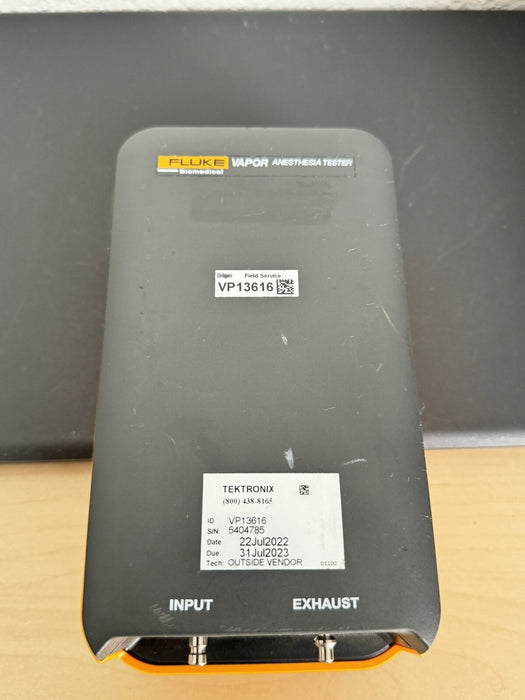 FLUKE VAPOR ANESTHESIA TESTER
Biomedical
Dräger Field Service
VP13616
TEKTRONIX
(800) 438-8165
ID VP13616
S/N: 5404785
Date 22Jul2022
Due: 31Jul2023
Tech: OUTSIDE VENDOR
INPUT EXHAUST